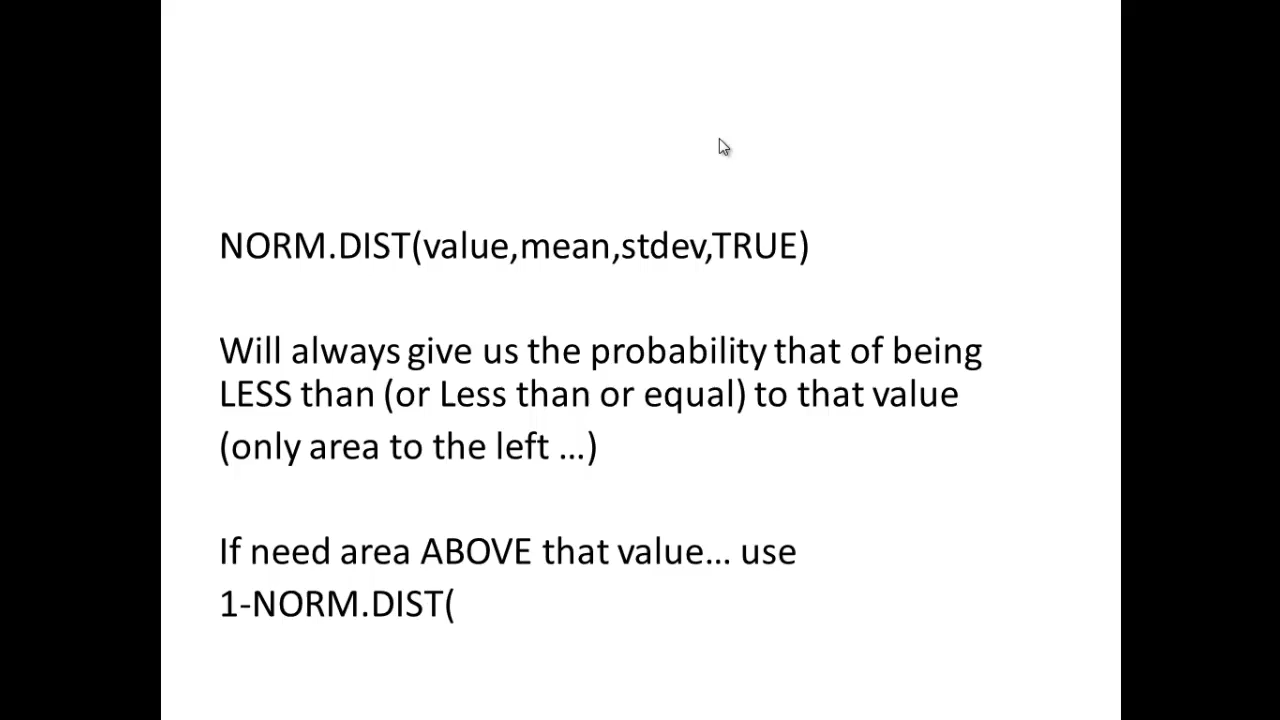 NORM.DIST(value,mean,stdev,TRUE)
Will always give us the probability that of being
LESS than (or Less than or equal) to that value
(only area to the left ...)
If need area ABOVE that value... use
1-NORM.DIST(